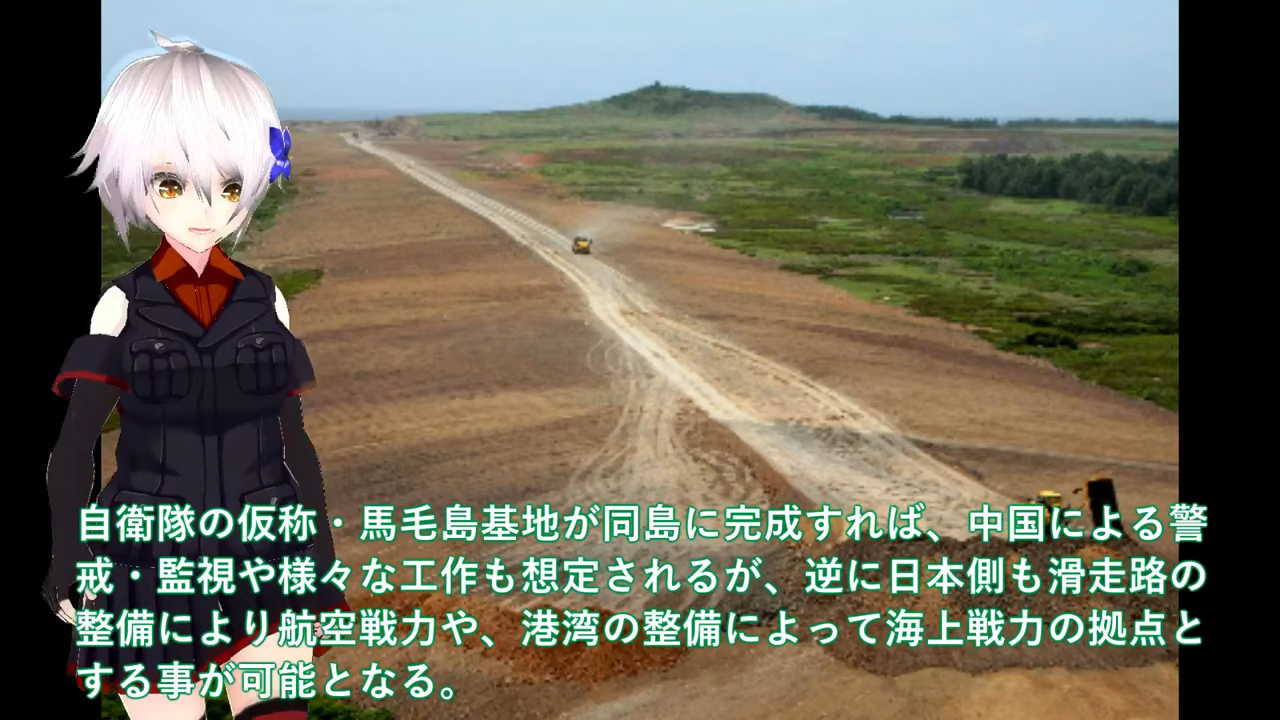 自衛隊の仮称・馬毛島基地が同島に完成すれば、中国による警
戒・監視や様々な工作も想定されるが、逆に日本側も滑走路の
整備により航空戦力や、港湾の整備によって海上戦力の拠点と
する事が可能となる。